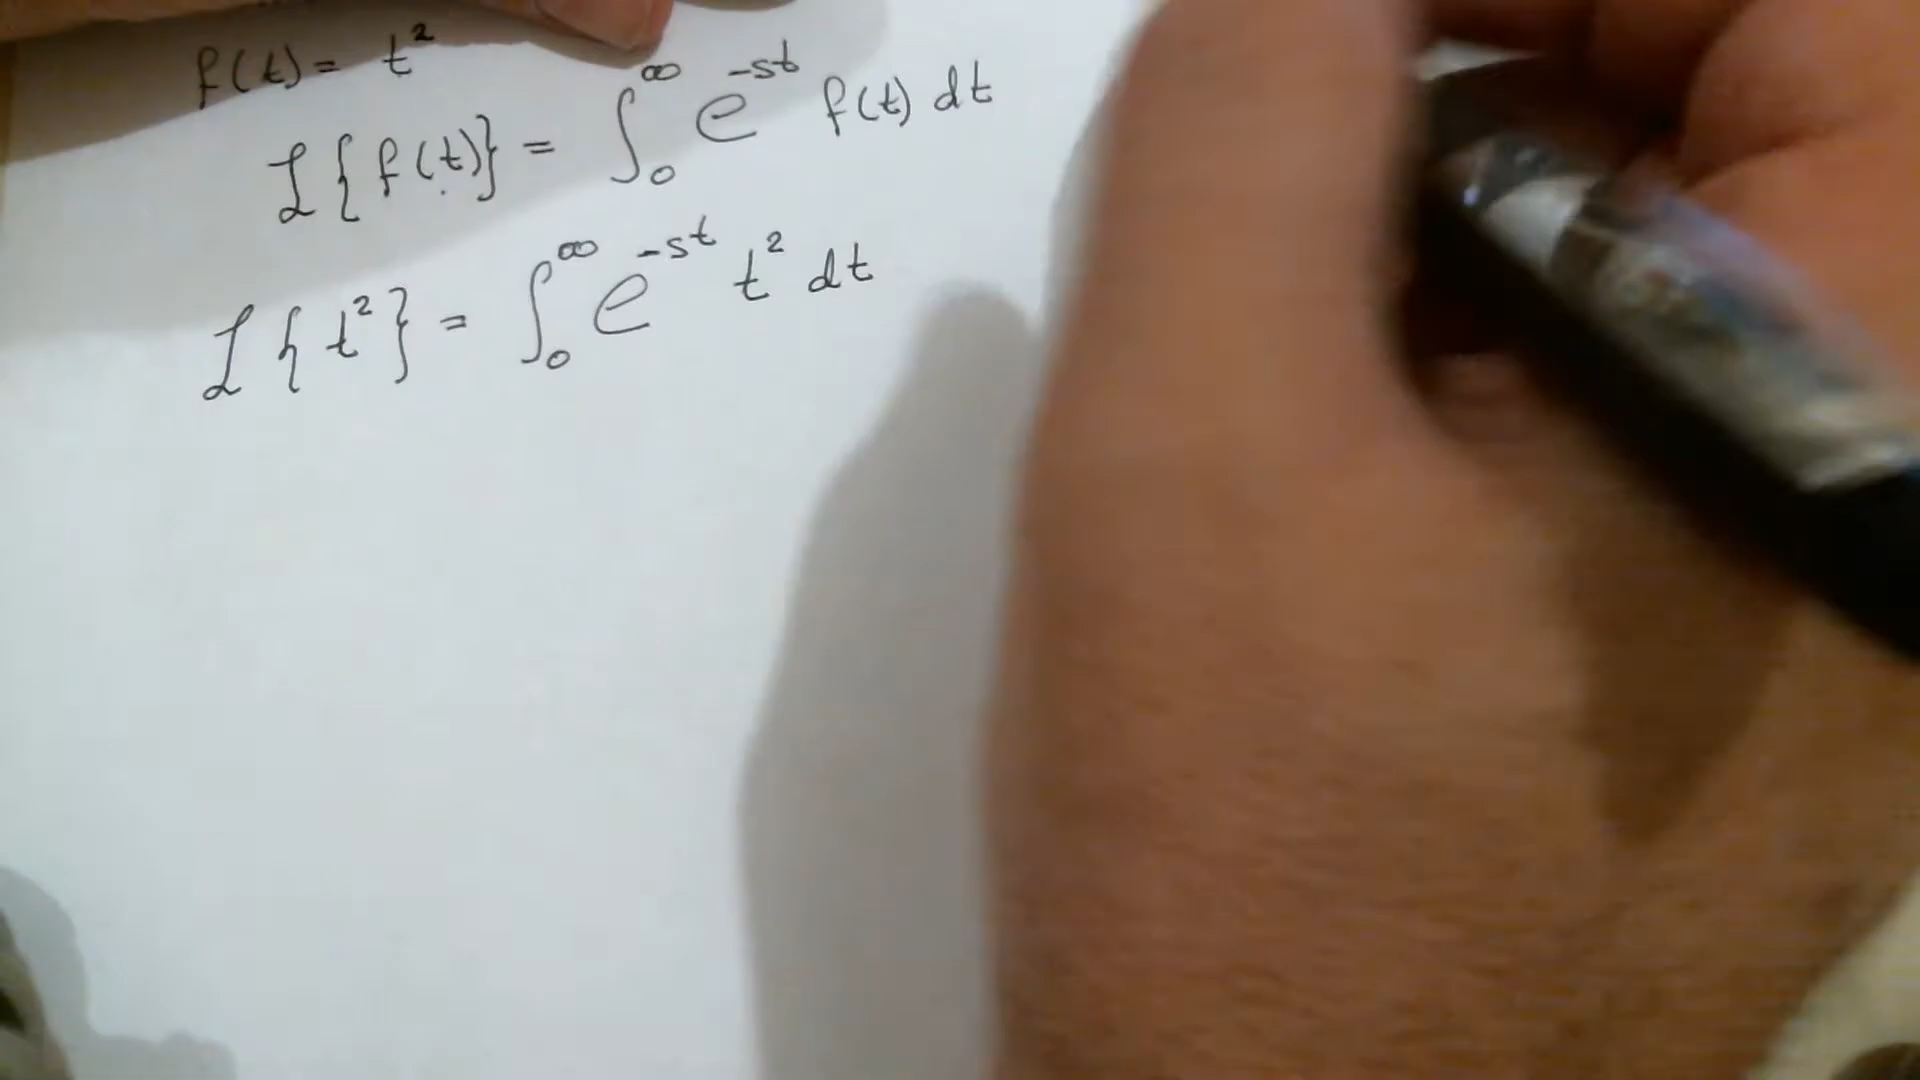 f(t) = t²
ℒ{f(t)} = ∫₀^∞ e^(-st) f(t) dt
ℒ{t²} = ∫₀^∞ e^(-st) t² dt